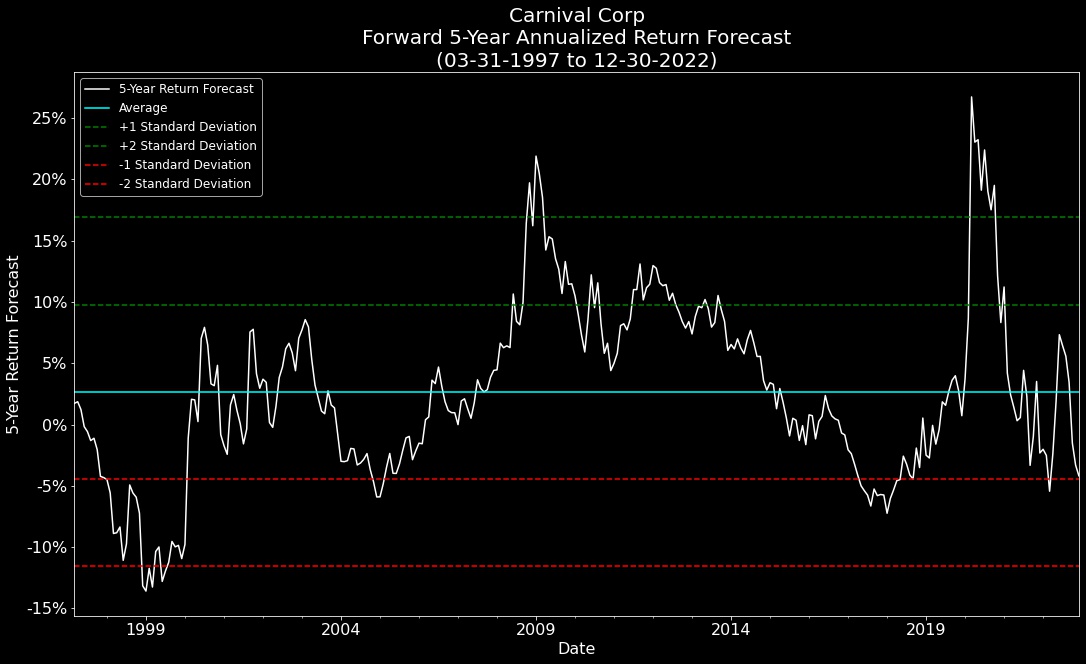 Carnival Corp
Forward 5-Year Annualized Return Forecast
(03-31-1997 to 12-30-2022)
5-Year Return Forecast
Average
+1 Standard Deviation
+2 Standard Deviation
-1 Standard Deviation
-2 Standard Deviation
25%
20%
15%
10%
5%
0%
-5%
-10%
-15%
5-Year Return Forecast
1999 2004 2009 2014 2019
Date